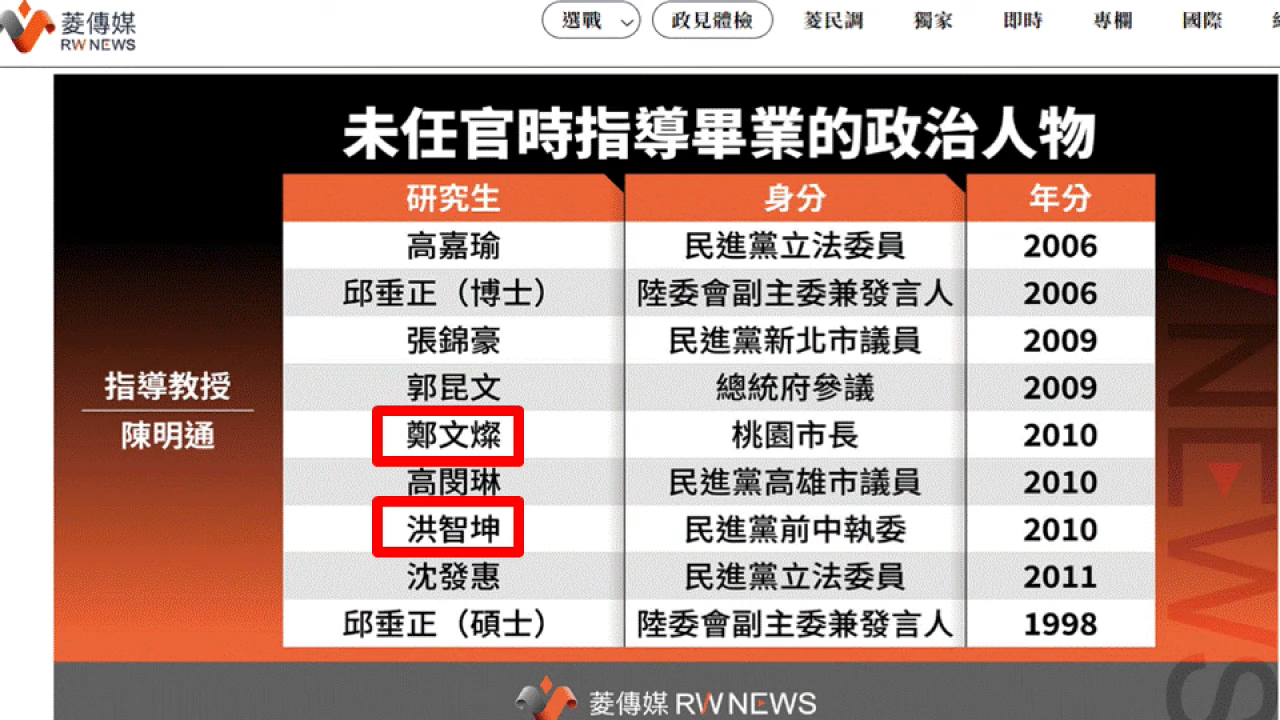 菱傳媒
RW NEWS
選戰 政見體檢 菱民調 獨家 即時 專欄 國際
未任官時指導畢業的政治人物
研究生 身分 年分
高嘉瑜 民進黨立法委員 2006
邱垂正（博士） 陸委會副主委兼發言人 2006
張錦豪 民進黨新北市議員 2009
郭昆文 總統府參議 2009
鄭文燦 桃園市長 2010
高閔琳 民進黨高雄市議員 2010
洪智坤 民進黨前中執委 2010
沈發惠 民進黨立法委員 2011
邱垂正（碩士） 陸委會副主委兼發言人 1998
指導教授
陳明通
菱傳媒 RW NEWS